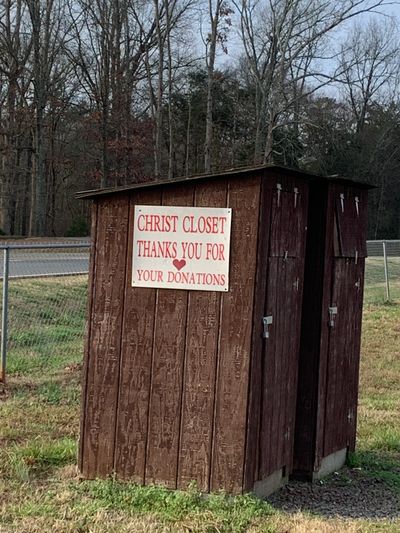 CHRIST CLOSET
THANKS YOU FOR
YOUR DONATIONS